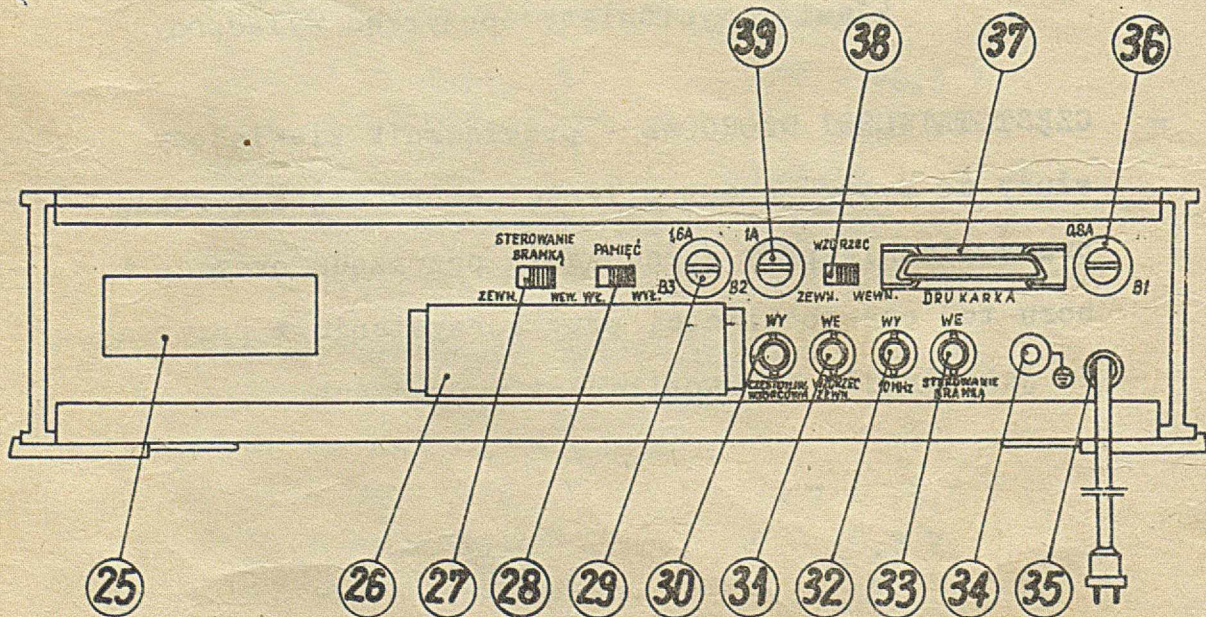 39 38 37 36
STEROWANIE
BRAMKĄ
ZEWN. WEW.
PAMIĘĆ
WŁ. WYŁ.
1,6A
B3
1A
B2
WZORZEC
ZEWN. WEWN.
DRUKARKA
0,8A
B1
WY
CZĘSTOTLIW.
WZORCOWA
WE
WZORZEC
ZEWN.
WY
10MHz
WE
STEROWANIE
BRAMKĄ
25 26 27 28 29 30 31 32 33 34 35